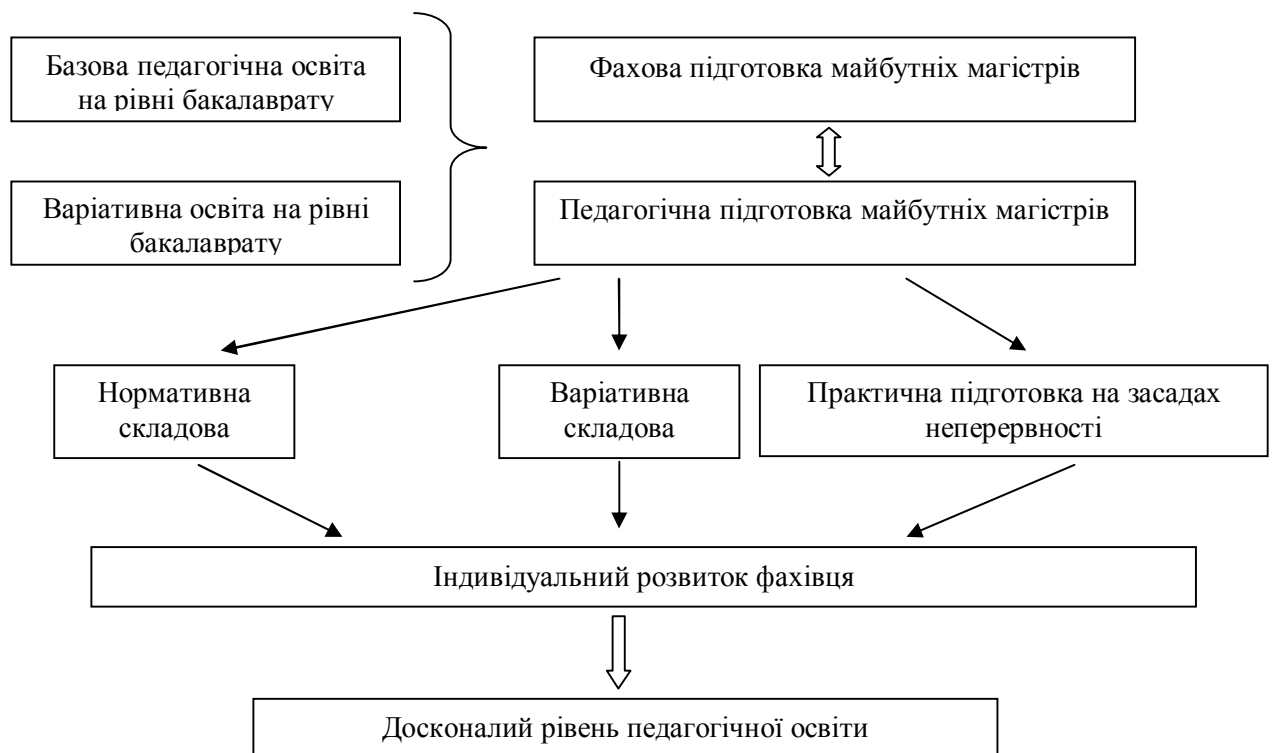 Базова педагогічна освіта
на рівні бакалаврату
Фахова підготовка майбутніх магістрів
Варіативна освіта на рівні
бакалаврату
Педагогічна підготовка майбутніх магістрів
Нормативна
складова
Варіативна
складова
Практична підготовка на засадах
неперервності
Індивідуальний розвиток фахівця
Досконалий рівень педагогічної освіти